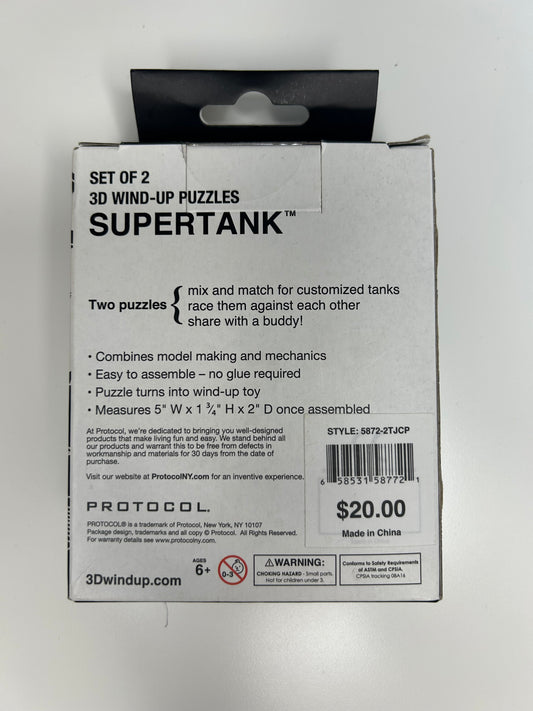 SET OF 2
3D WIND-UP PUZZLES
SUPERTANK™
Two puzzles { mix and match for customized tanks
race them against each other
share with a buddy!
• Combines model making and mechanics
• Easy to assemble – no glue required
• Puzzle turns into wind-up toy
• Measures 5" W x 1 ¾" H x 2" D once assembled
At Protocol, we're dedicated to bringing you well-designed
products that make living fun and easy. We stand behind all
our products and warrant this to be free from defects in
workmanship and materials for 30 days from the date of
purchase.
Visit our website at ProtocolNY.com for an inventive experience.
PROTOCOL.
PROTOCOL® is a trademark of Protocol, New York, NY 10107
Package design, trademarks and all copy © Protocol. All Rights Reserved.
For warranty details see www.protocolny.com.
STYLE: 5872-2TJCP
6 58531 58772 1
$20.00
Made in China
3Dwindup.com
AGES
6+
0-3
⚠WARNING:
CHOKING HAZARD - Small parts.
Not for children under 3.
Conforms to Safety Requirements
of ASTM and CPSIA.
CPSIA tracking 08A16